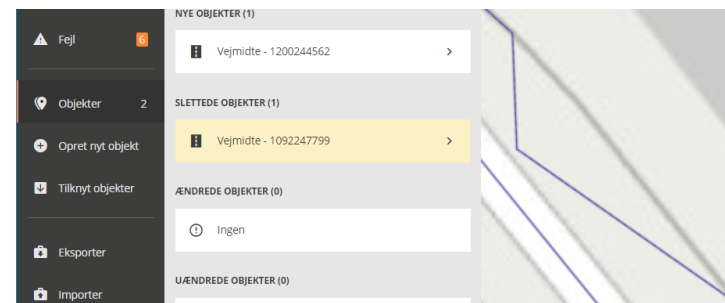 Fejl 6
Objekter 2
Opret nyt objekt
Tilknyt objekter
Eksporter
Importer
NYE OBJEKTER (1)
Vejmidte - 1200244562
SLETTEDE OBJEKTER (1)
Vejmidte - 1092247799
ÆNDREDE OBJEKTER (0)
Ingen
UÆNDREDE OBJEKTER (0)